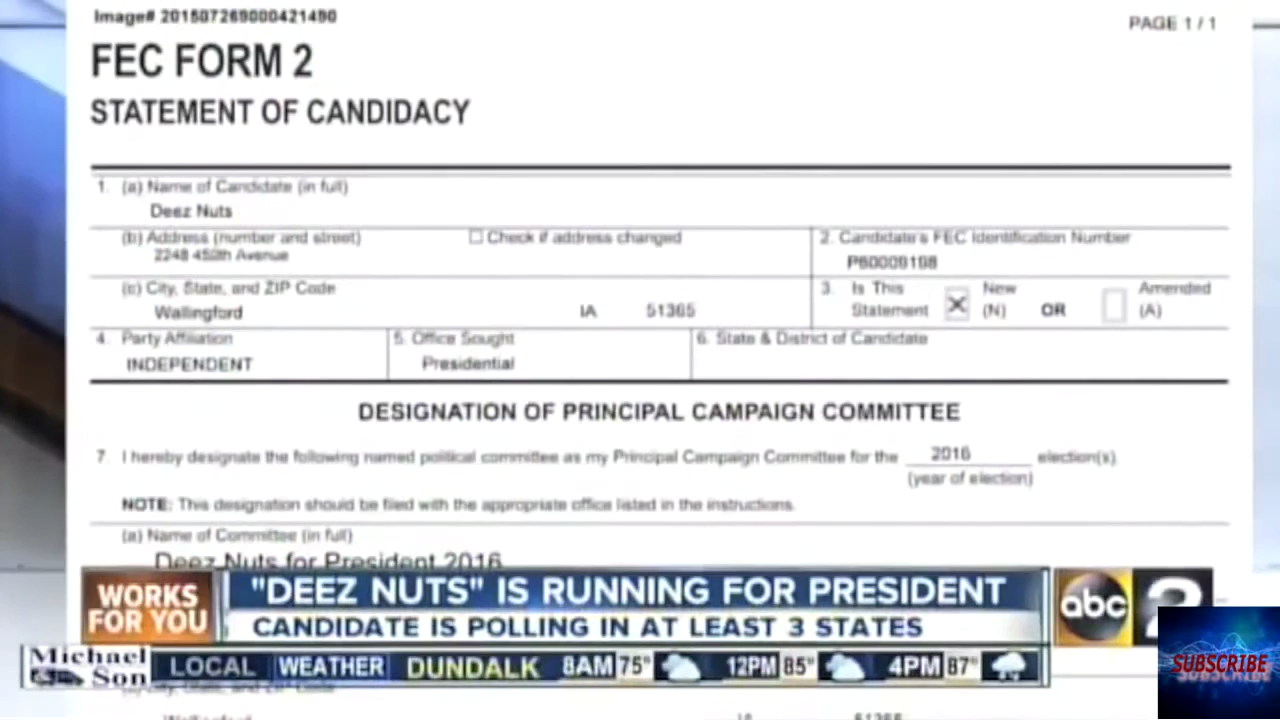 Image# 201507269000421490
PAGE 1 / 1
FEC FORM 2
STATEMENT OF CANDIDACY
1. (a) Name of Candidate (in full)
Deez Nuts
(b) Address (number and street) Check if address changed 2. Candidate's FEC Identification Number
2248 450th Avenue
P60009198
(c) City, State, and ZIP Code 3. Is This Statement New (N) OR Amended (A)
Wallingford IA 51365
4. Party Affiliation 5. Office Sought 6. State & District of Candidate
INDEPENDENT Presidential
DESIGNATION OF PRINCIPAL CAMPAIGN COMMITTEE
7. I hereby designate the following named political committee as my Principal Campaign Committee for the 2016 election(s).
(year of election)
NOTE: This designation should be filed with the appropriate office listed in the instructions.
(a) Name of Committee (in full)
Deez Nuts for President 2016
WORKS FOR YOU
"DEEZ NUTS" IS RUNNING FOR PRESIDENT
CANDIDATE IS POLLING IN AT LEAST 3 STATES
abc 2
Michael & Son
LOCAL WEATHER DUNDALK 8AM 75° 12PM 85° 4PM 87°
SUBSCRIBE